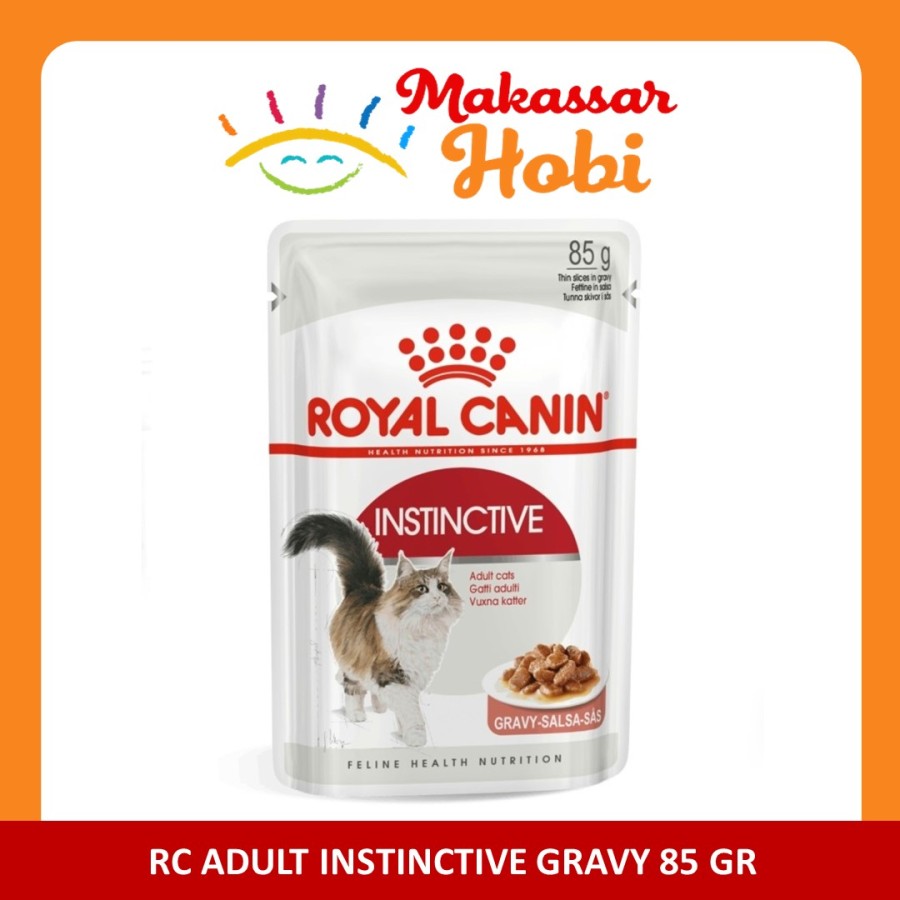 Makassar
Hobi
85 g
Thin slices in gravy
Fettine in salsa
Tunna skivor i sås
ROYAL CANIN®
HEALTH NUTRITION SINCE 1968
INSTINCTIVE
Adult cats
Gatti adulti
Vuxna katter
GRAVY-SALSA-SÅS
FELINE HEALTH NUTRITION
RC ADULT INSTINCTIVE GRAVY 85 GR